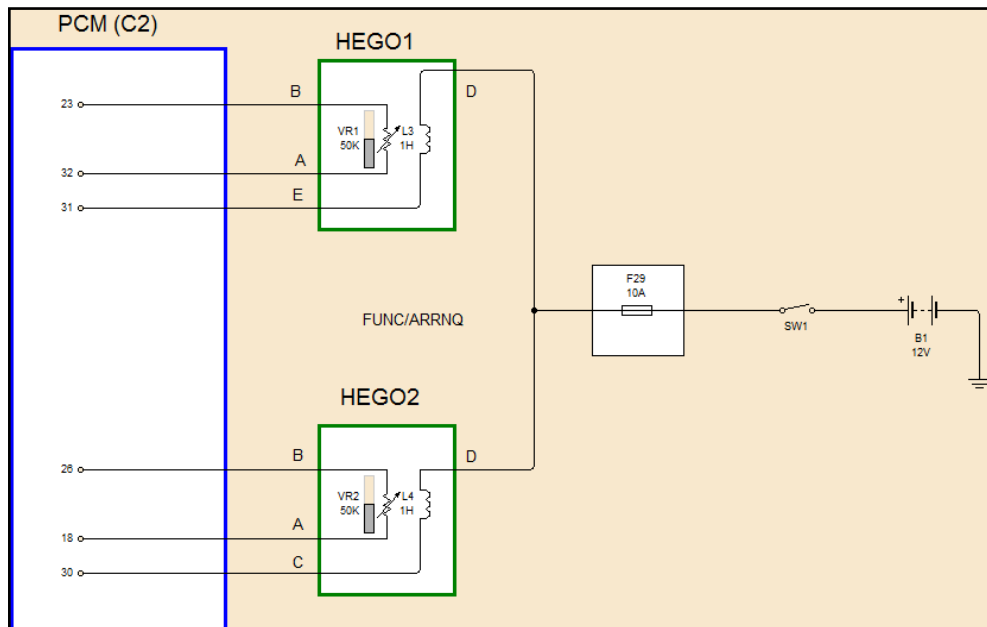 PCM (C2)
HEGO1
B
D
23
VR1
50K
L3
1H
A
32
E
31
F29
10A
FUNC/ARRNQ
+
SW1
B1
12V
HEGO2
B
D
26
VR2
50K
L4
1H
A
18
C
30